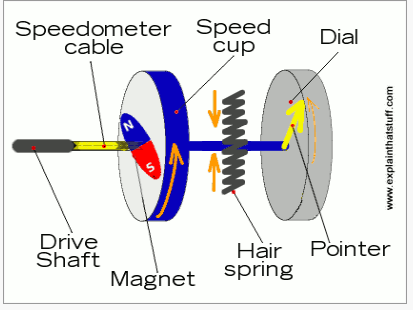 Speedometer
cable
Speed
cup
Dial
N
S
Drive
Shaft
Magnet
Hair
spring
Pointer
www.explainthatstuff.com